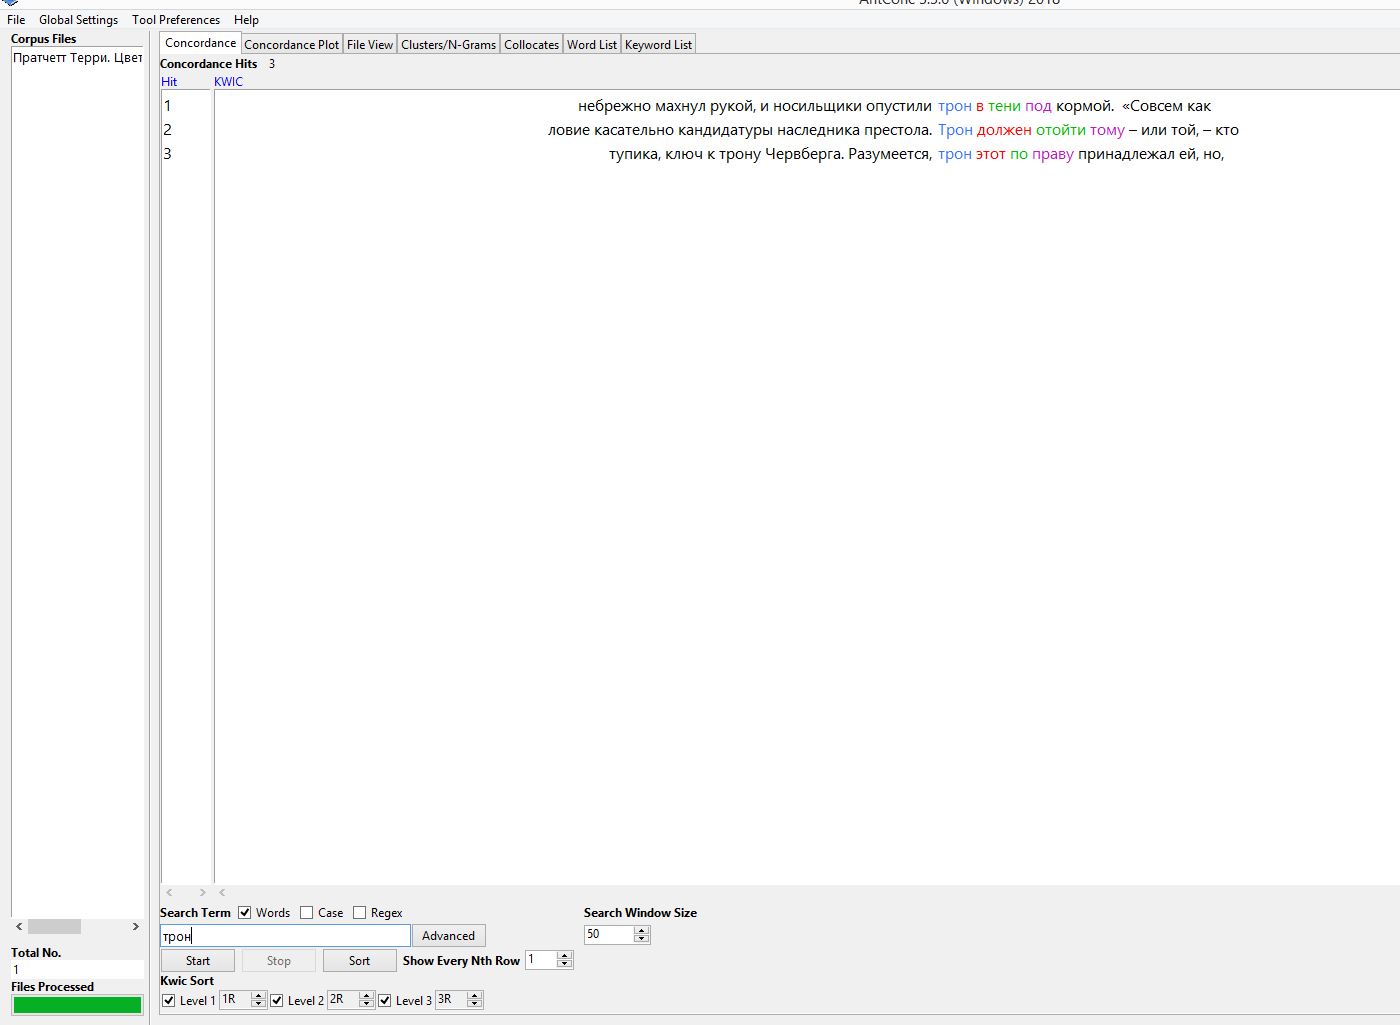 File Global Settings Tool Preferences Help
Corpus Files
Пратчетт Терри. Цвет
Concordance Concordance Plot File View Clusters/N-Grams Collocates Word List Keyword List
Concordance Hits 3
Hit KWIC
1 небрежно махнул рукой, и носильщики опустили трон в тени под кормой. «Совсем как
2 ловие касательно кандидатуры наследника престола. Трон должен отойти тому – или той, – кто
3 тупика, ключ к трону Червберга. Разумеется, трон этот по праву принадлежал ей, но,
Search Term Words Case Regex Search Window Size
трон Advanced 50
Start Stop Sort Show Every Nth Row 1
Kwic Sort
Level 1 1R Level 2 2R Level 3 3R
Total No.
1
Files Processed